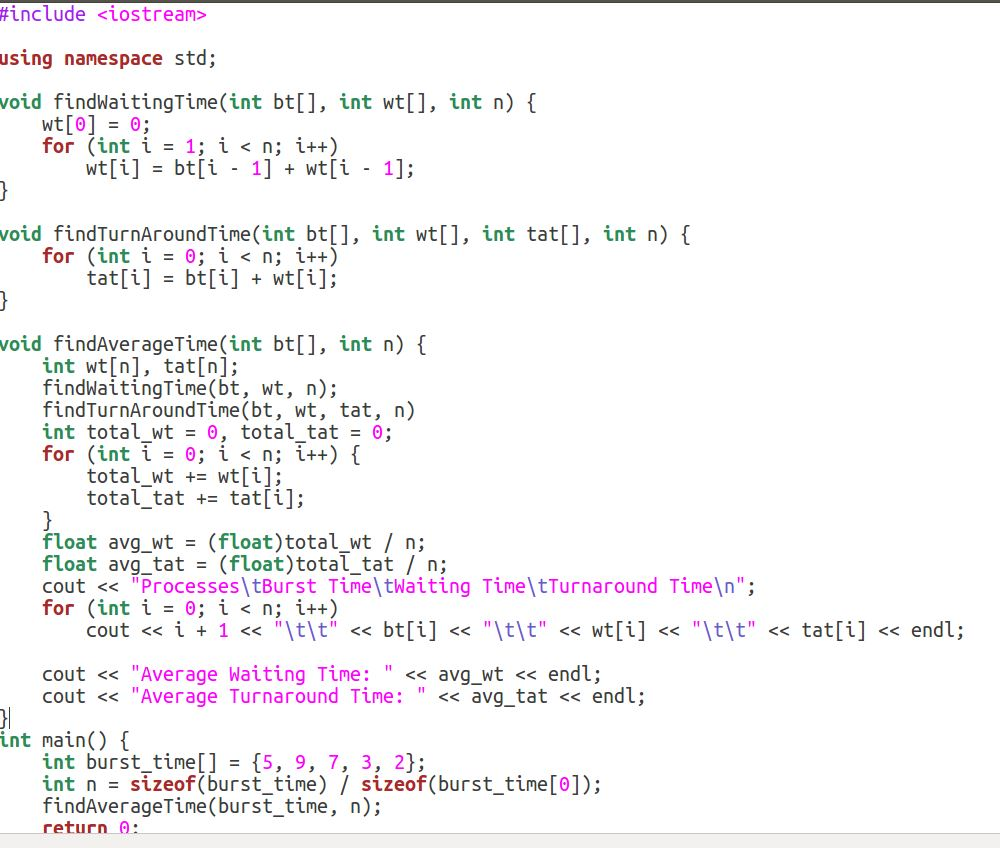 #include <iostream>

using namespace std;

void findWaitingTime(int bt[], int wt[], int n) {
    wt[0] = 0;
    for (int i = 1; i < n; i++)
        wt[i] = bt[i - 1] + wt[i - 1];
}

void findTurnAroundTime(int bt[], int wt[], int tat[], int n) {
    for (int i = 0; i < n; i++)
        tat[i] = bt[i] + wt[i];
}

void findAverageTime(int bt[], int n) {
    int wt[n], tat[n];
    findWaitingTime(bt, wt, n);
    findTurnAroundTime(bt, wt, tat, n)
    int total_wt = 0, total_tat = 0;
    for (int i = 0; i < n; i++) {
        total_wt += wt[i];
        total_tat += tat[i];
    }
    float avg_wt = (float)total_wt / n;
    float avg_tat = (float)total_tat / n;
    cout << "Processes\tBurst Time\tWaiting Time\tTurnaround Time\n";
    for (int i = 0; i < n; i++)
        cout << i + 1 << "\t\t" << bt[i] << "\t\t" << wt[i] << "\t\t" << tat[i] << endl;

    cout << "Average Waiting Time: " << avg_wt << endl;
    cout << "Average Turnaround Time: " << avg_tat << endl;
}
int main() {
    int burst_time[] = {5, 9, 7, 3, 2};
    int n = sizeof(burst_time) / sizeof(burst_time[0]);
    findAverageTime(burst_time, n);
    return 0;